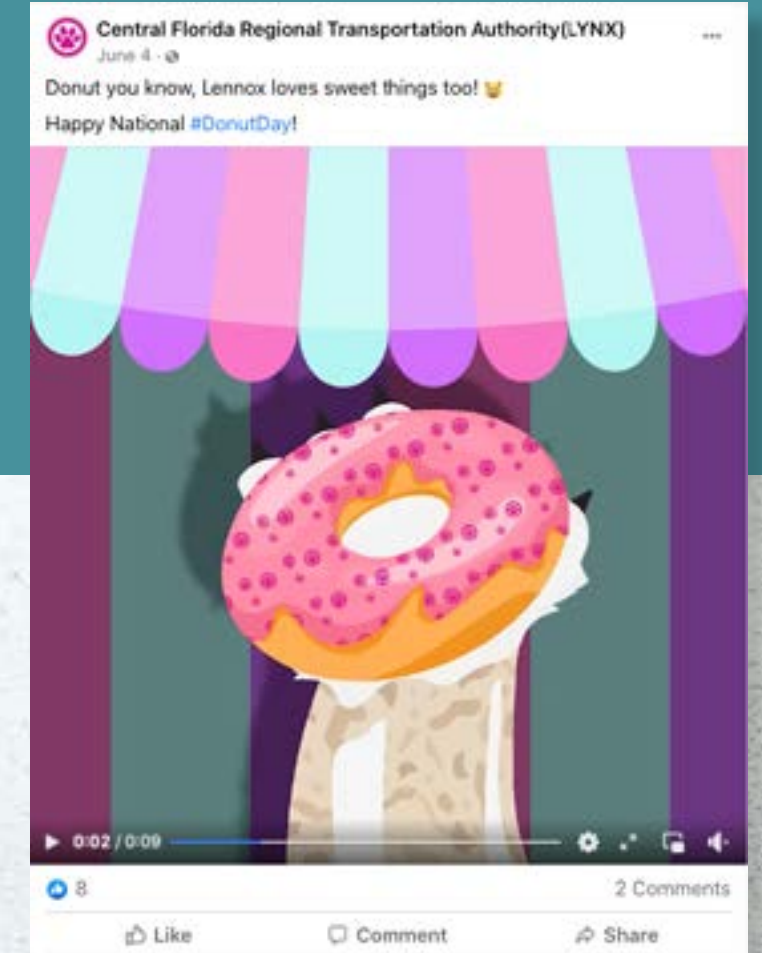 Central Florida Regional Transportation Authority(LYNX)
June 4 ·
Donut you know, Lennox loves sweet things too! 😸
Happy National #DonutDay!
0:02 / 0:09
8
2 Comments
Like
Comment
Share